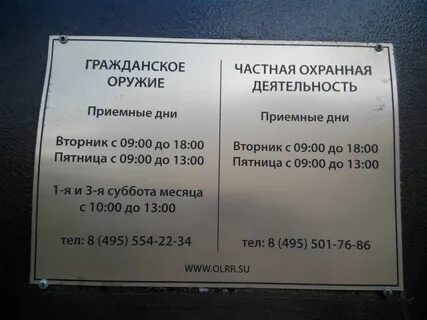 ГРАЖДАНСКОЕ
ОРУЖИЕ
Приемные дни
Вторник с 09:00 до 18:00
Пятница с 09:00 до 13:00
1-я и 3-я суббота месяца
с 10:00 до 13:00
тел: 8 (495) 554-22-34
ЧАСТНАЯ ОХРАННАЯ
ДЕЯТЕЛЬНОСТЬ
Приемные дни
Вторник с 09:00 до 18:00
Пятница с 09:00 до 13:00
тел: 8 (495) 501-76-86
WWW.OLRR.SU